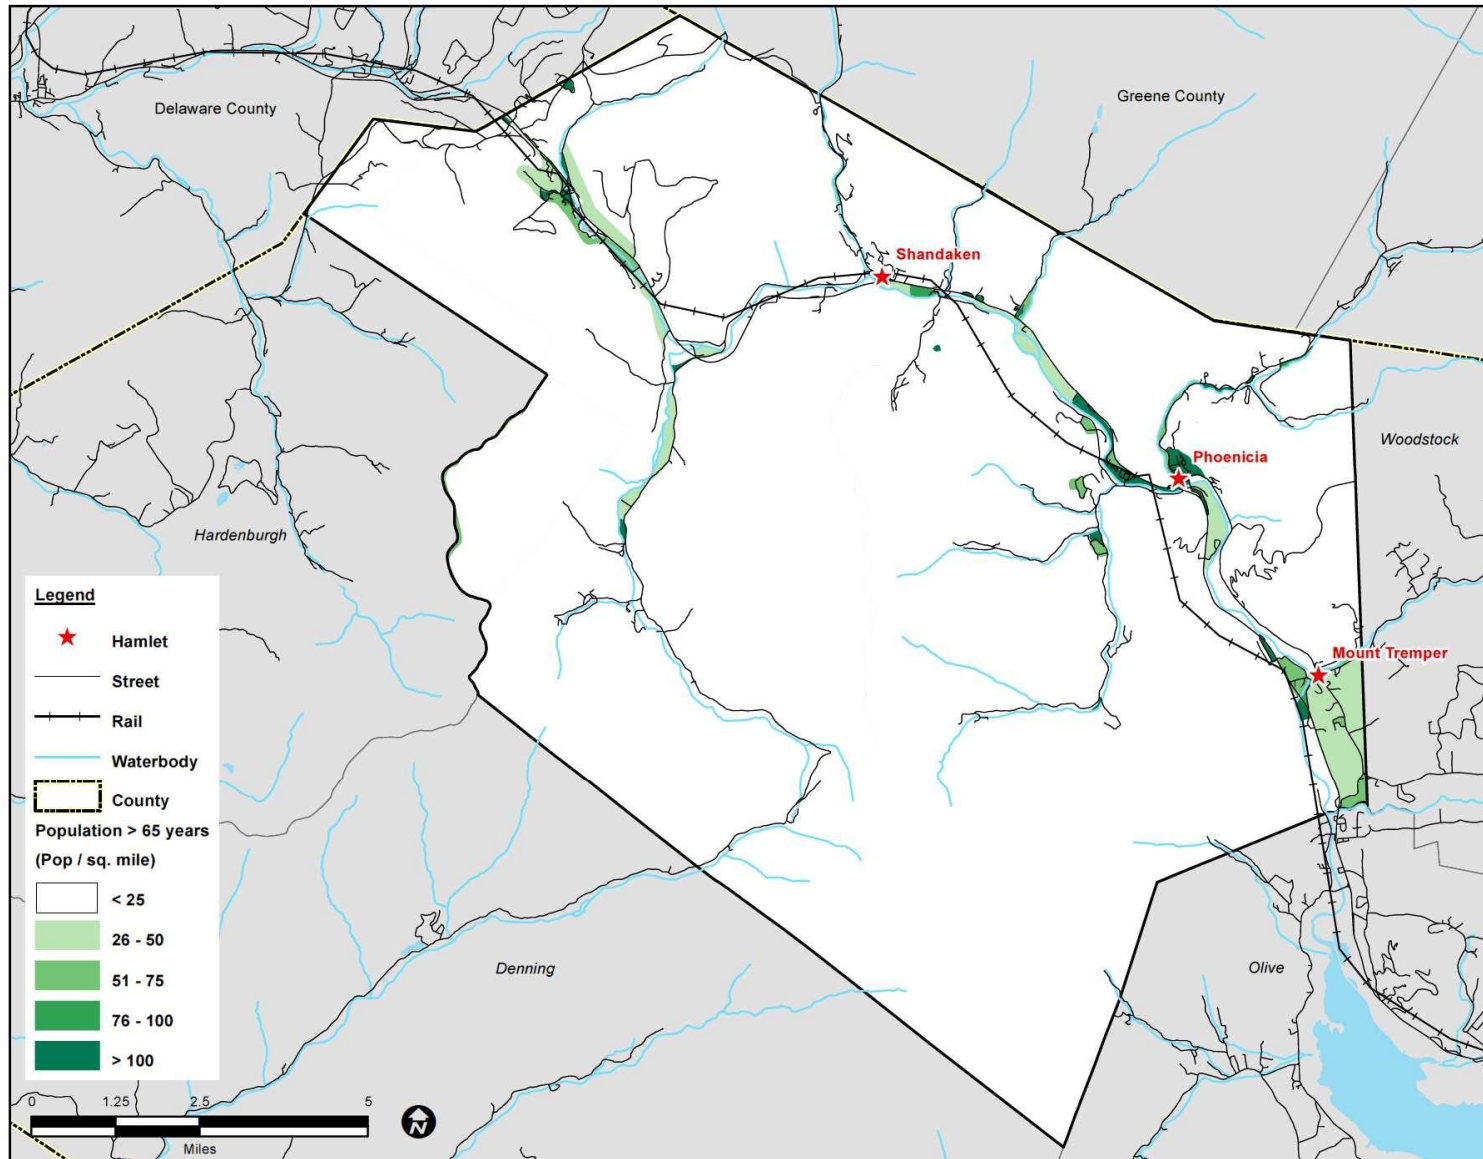 Delaware County
Greene County
Shandaken
Phoenicia
Woodstock
Hardenburgh
Mount Tremper
Denning
Olive
Legend
Hamlet
Street
Rail
Waterbody
County
Population > 65 years
(Pop / sq. mile)
< 25
26 - 50
51 - 75
76 - 100
> 100
0 1.25 2.5 5
Miles
N